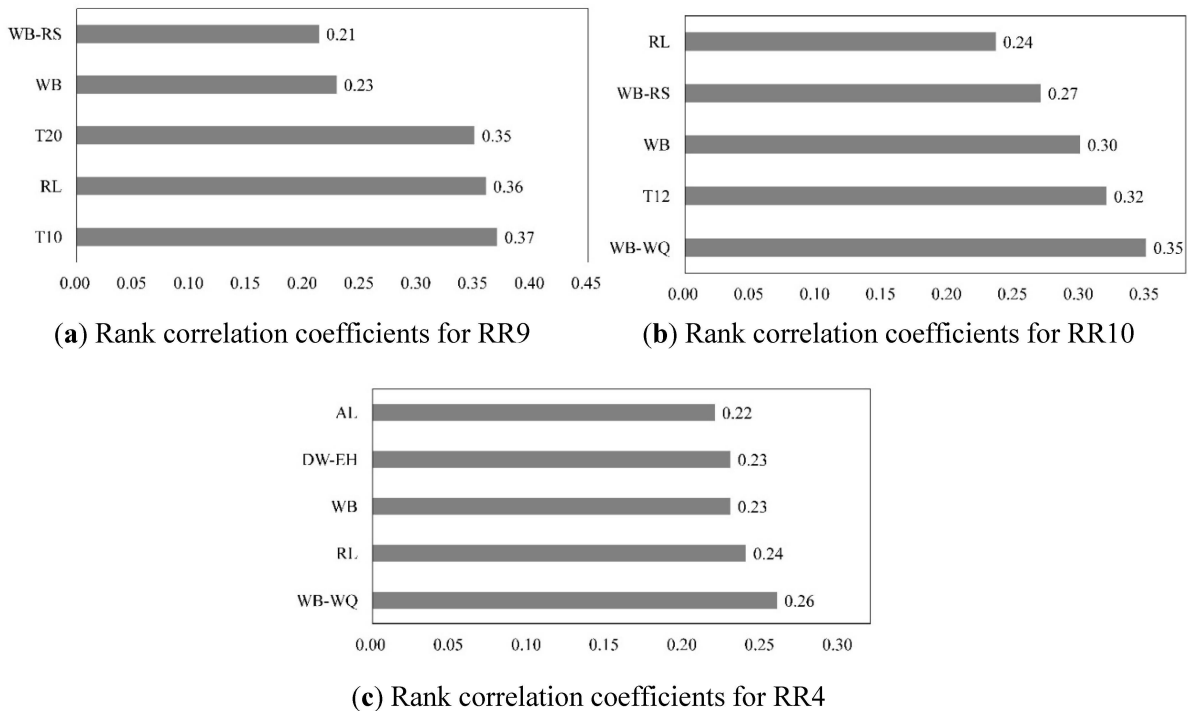 WB-RS 0.21
WB 0.23
T20 0.35
RL 0.36
T10 0.37
0.00 0.05 0.10 0.15 0.20 0.25 0.30 0.35 0.40 0.45
(a) Rank correlation coefficients for RR9
RL 0.24
WB-RS 0.27
WB 0.30
T12 0.32
WB-WQ 0.35
0.00 0.05 0.10 0.15 0.20 0.25 0.30 0.35
(b) Rank correlation coefficients for RR10
AL 0.22
DW-EH 0.23
WB 0.23
RL 0.24
WB-WQ 0.26
0.00 0.05 0.10 0.15 0.20 0.25 0.30
(c) Rank correlation coefficients for RR4